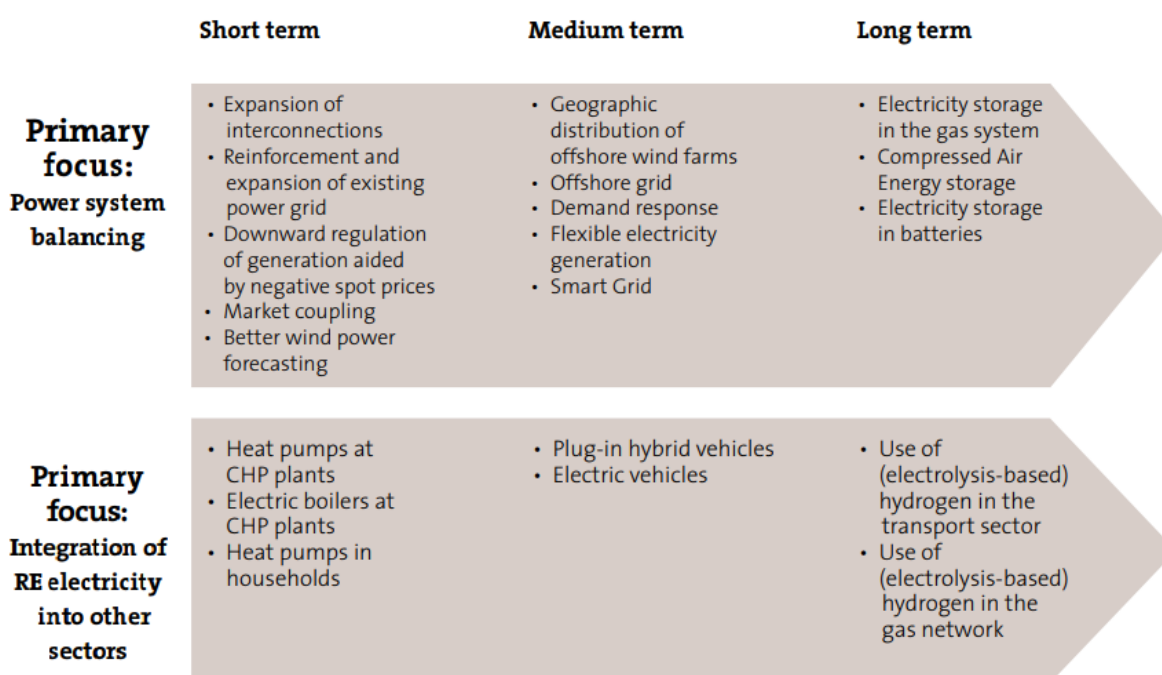 Short term
Medium term
Long term
Primary
focus:
Power system
balancing
• Expansion of
interconnections
• Reinforcement and
expansion of existing
power grid
• Downward regulation
of generation aided
by negative spot prices
• Market coupling
• Better wind power
forecasting
• Geographic
distribution of
offshore wind farms
• Offshore grid
• Demand response
• Flexible electricity
generation
• Smart Grid
• Electricity storage
in the gas system
• Compressed Air
Energy storage
• Electricity storage
in batteries
Primary
focus:
Integration of
RE electricity
into other
sectors
• Heat pumps at
CHP plants
• Electric boilers at
CHP plants
• Heat pumps in
households
• Plug-in hybrid vehicles
• Electric vehicles
• Use of
(electrolysis-based)
hydrogen in the
transport sector
• Use of
(electrolysis-based)
hydrogen in the
gas network